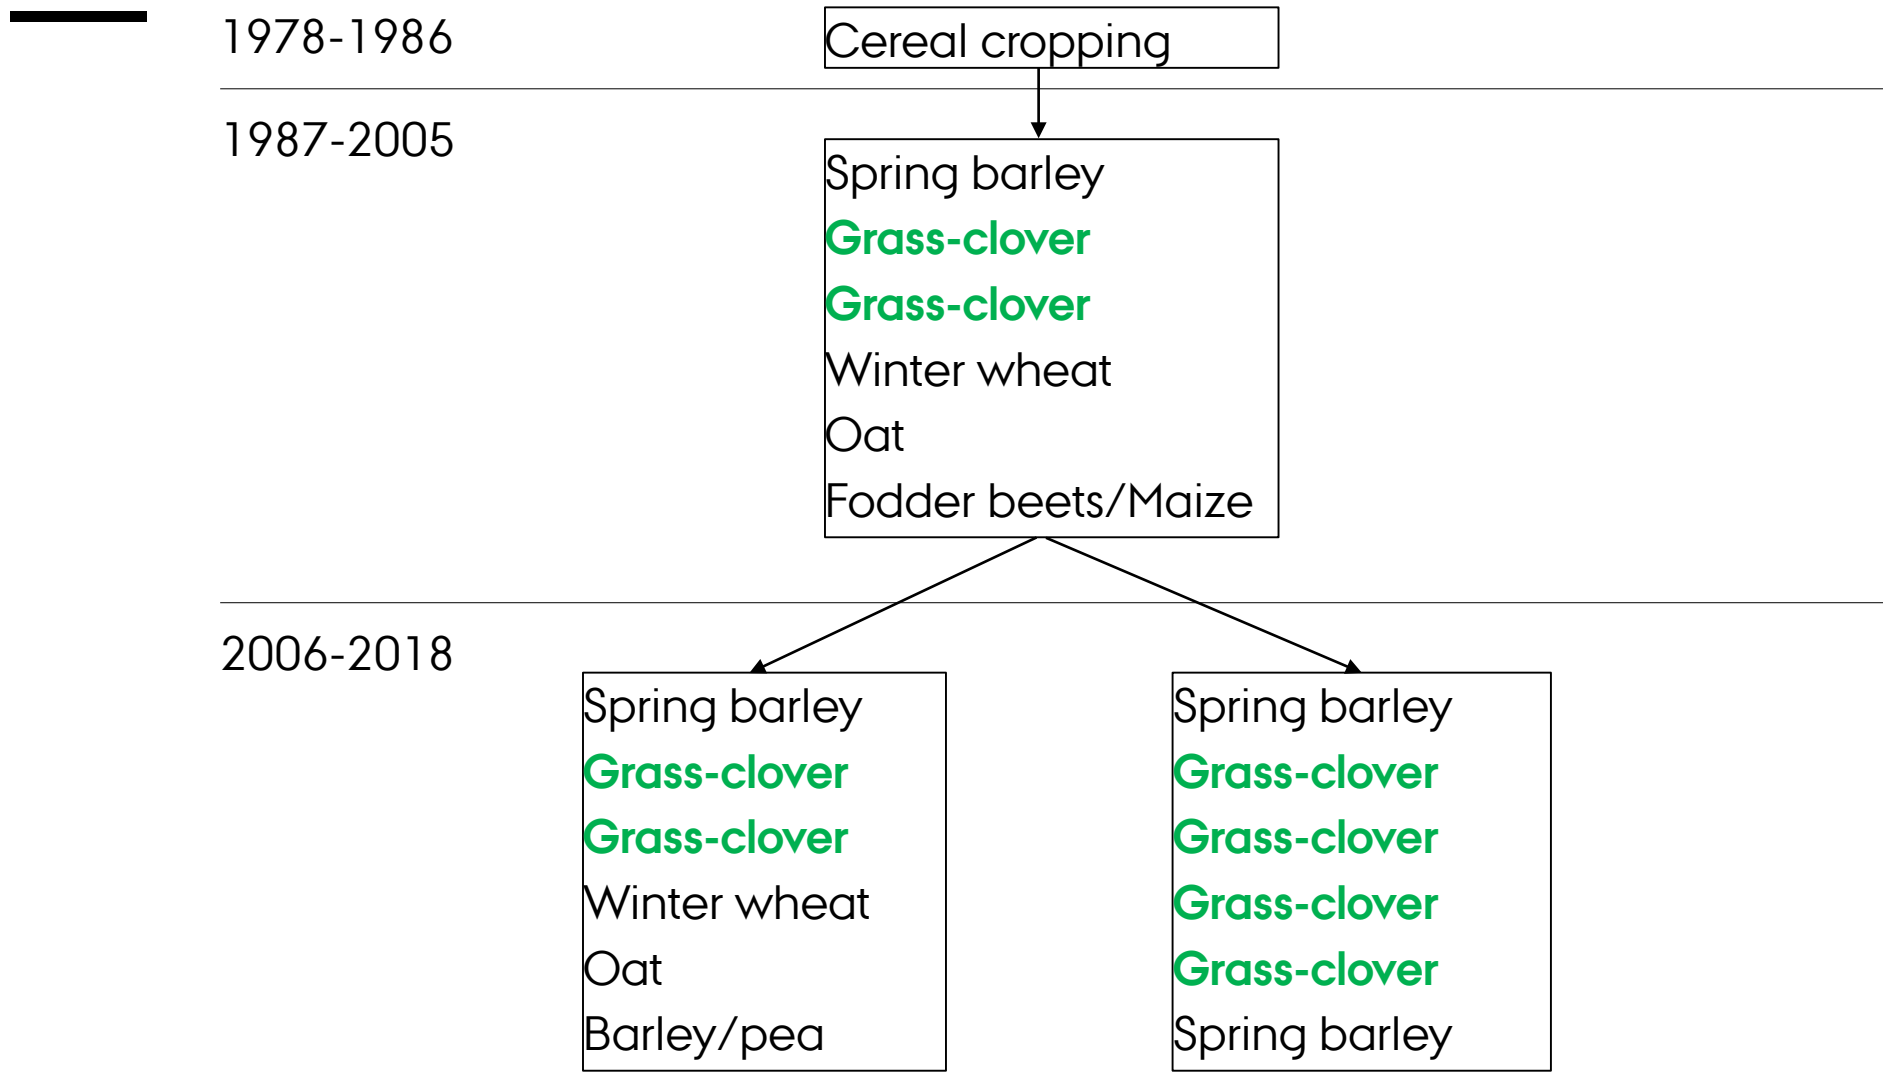 1978-1986
Cereal cropping
1987-2005
Spring barley
Grass-clover
Grass-clover
Winter wheat
Oat
Fodder beets/Maize
2006-2018
Spring barley
Grass-clover
Grass-clover
Winter wheat
Oat
Barley/pea
Spring barley
Grass-clover
Grass-clover
Grass-clover
Grass-clover
Spring barley